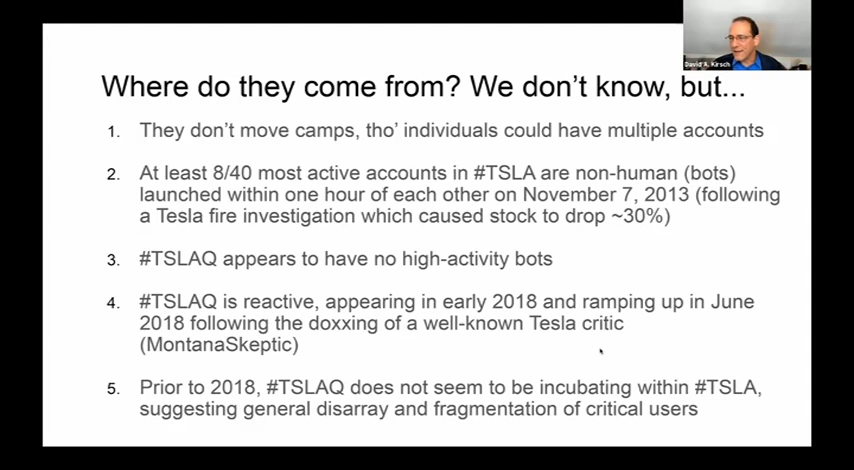 David A. Kirsch
Where do they come from? We don't know, but...
1. They don't move camps, tho' individuals could have multiple accounts
2. At least 8/40 most active accounts in #TSLA are non-human (bots)
launched within one hour of each other on November 7, 2013 (following
a Tesla fire investigation which caused stock to drop ~30%)
3. #TSLAQ appears to have no high-activity bots
4. #TSLAQ is reactive, appearing in early 2018 and ramping up in June
2018 following the doxxing of a well-known Tesla critic
(MontanaSkeptic)
5. Prior to 2018, #TSLAQ does not seem to be incubating within #TSLA,
suggesting general disarray and fragmentation of critical users